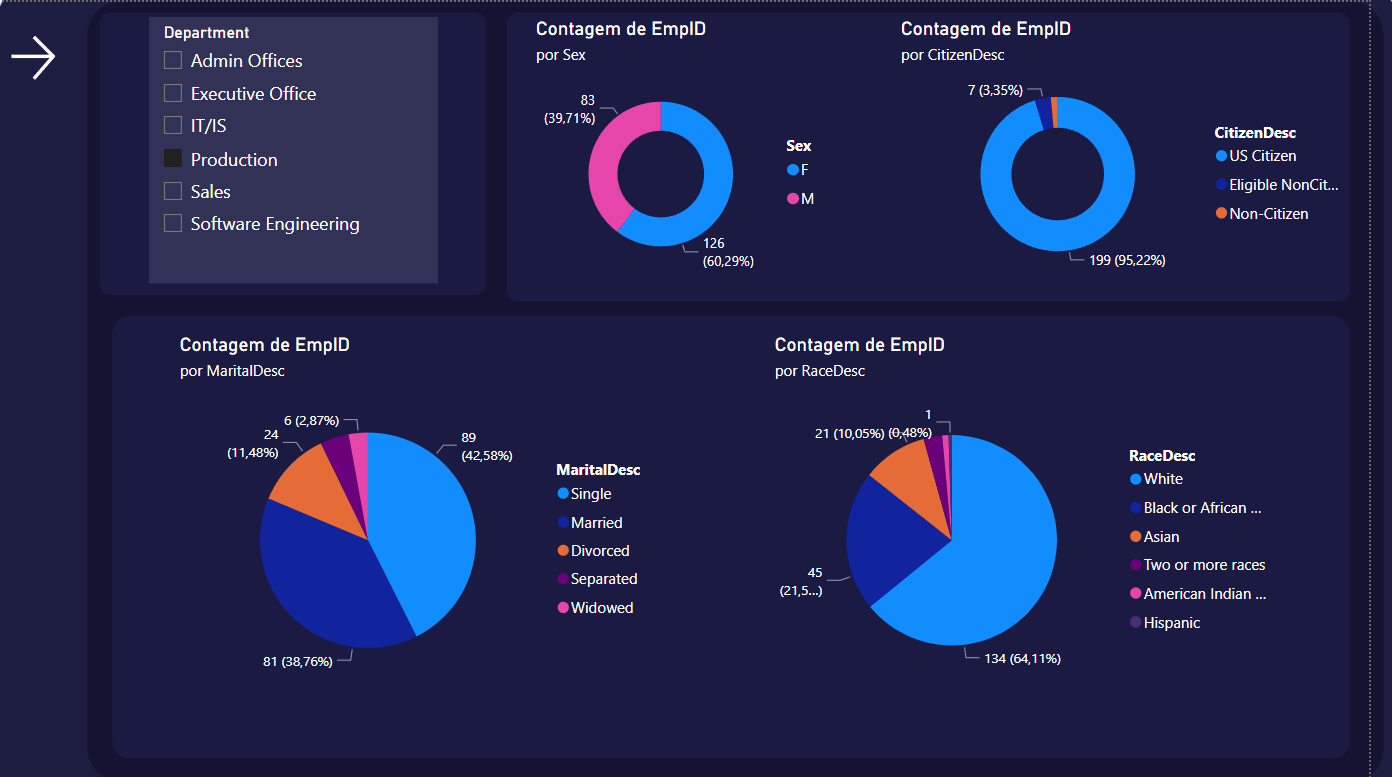 Department
Admin Offices
Executive Office
IT/IS
Production
Sales
Software Engineering
Contagem de EmpID
por Sex
83
(39,71%)
126
(60,29%)
Sex
F
M
Contagem de EmpID
por CitizenDesc
7 (3,35%)
199 (95,22%)
CitizenDesc
US Citizen
Eligible NonCit...
Non-Citizen
Contagem de EmpID
por MaritalDesc
6 (2,87%)
24
(11,48%)
89
(42,58%)
81 (38,76%)
MaritalDesc
Single
Married
Divorced
Separated
Widowed
Contagem de EmpID
por RaceDesc
1
(0,48%)
21 (10,05%)
45
(21,5...)
134 (64,11%)
RaceDesc
White
Black or African ...
Asian
Two or more races
American Indian ...
Hispanic